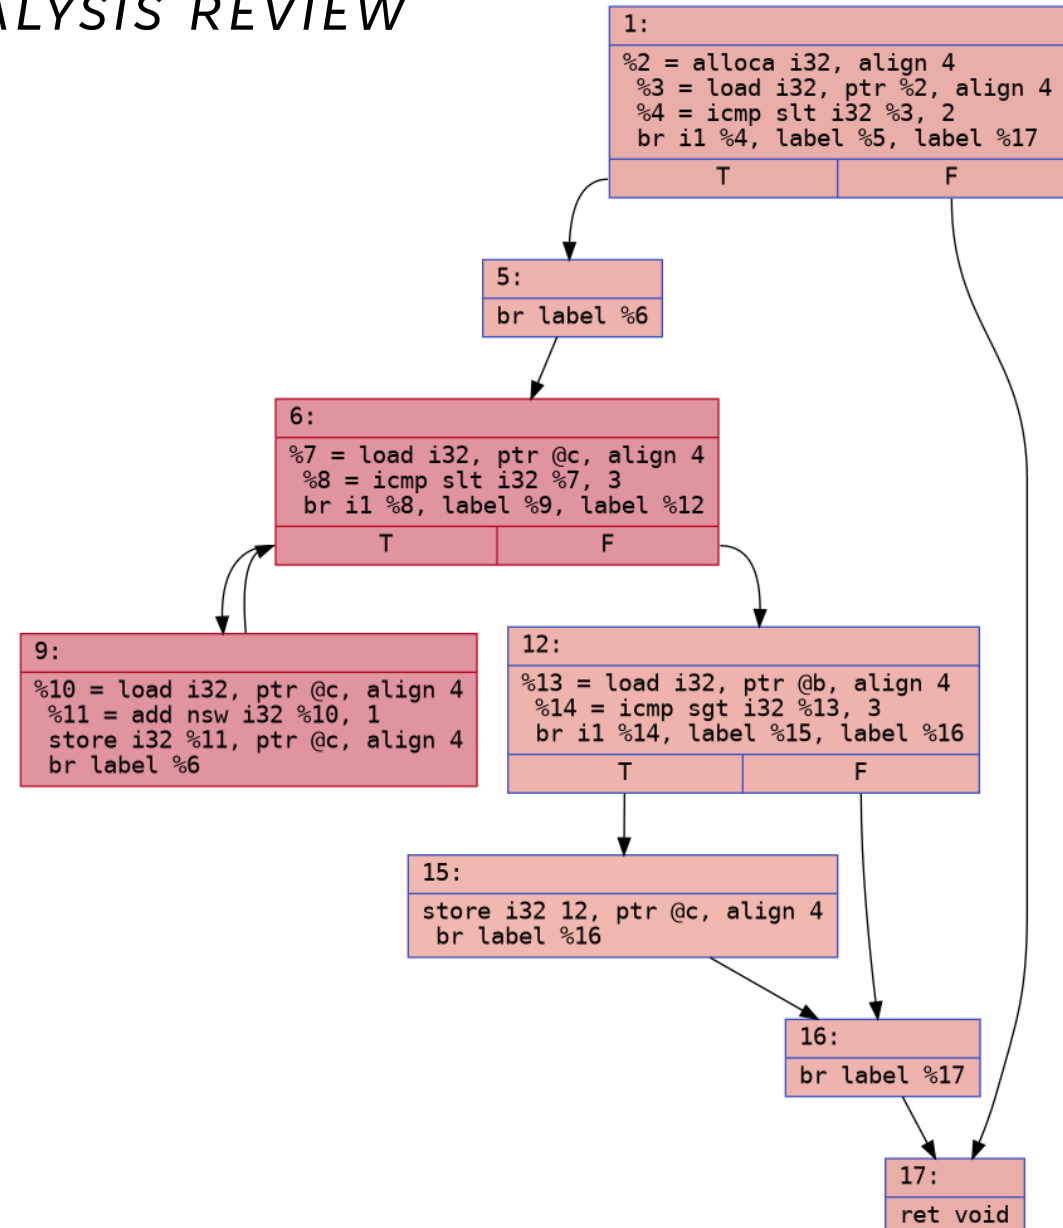 ALYSIS REVIEW
1:
%2 = alloca i32, align 4
%3 = load i32, ptr %2, align 4
%4 = icmp slt i32 %3, 2
br i1 %4, label %5, label %17
T F
5:
br label %6
6:
%7 = load i32, ptr @c, align 4
%8 = icmp slt i32 %7, 3
br i1 %8, label %9, label %12
T F
9:
%10 = load i32, ptr @c, align 4
%11 = add nsw i32 %10, 1
store i32 %11, ptr @c, align 4
br label %6
12:
%13 = load i32, ptr @b, align 4
%14 = icmp sgt i32 %13, 3
br i1 %14, label %15, label %16
T F
15:
store i32 12, ptr @c, align 4
br label %16
16:
br label %17
17:
ret void